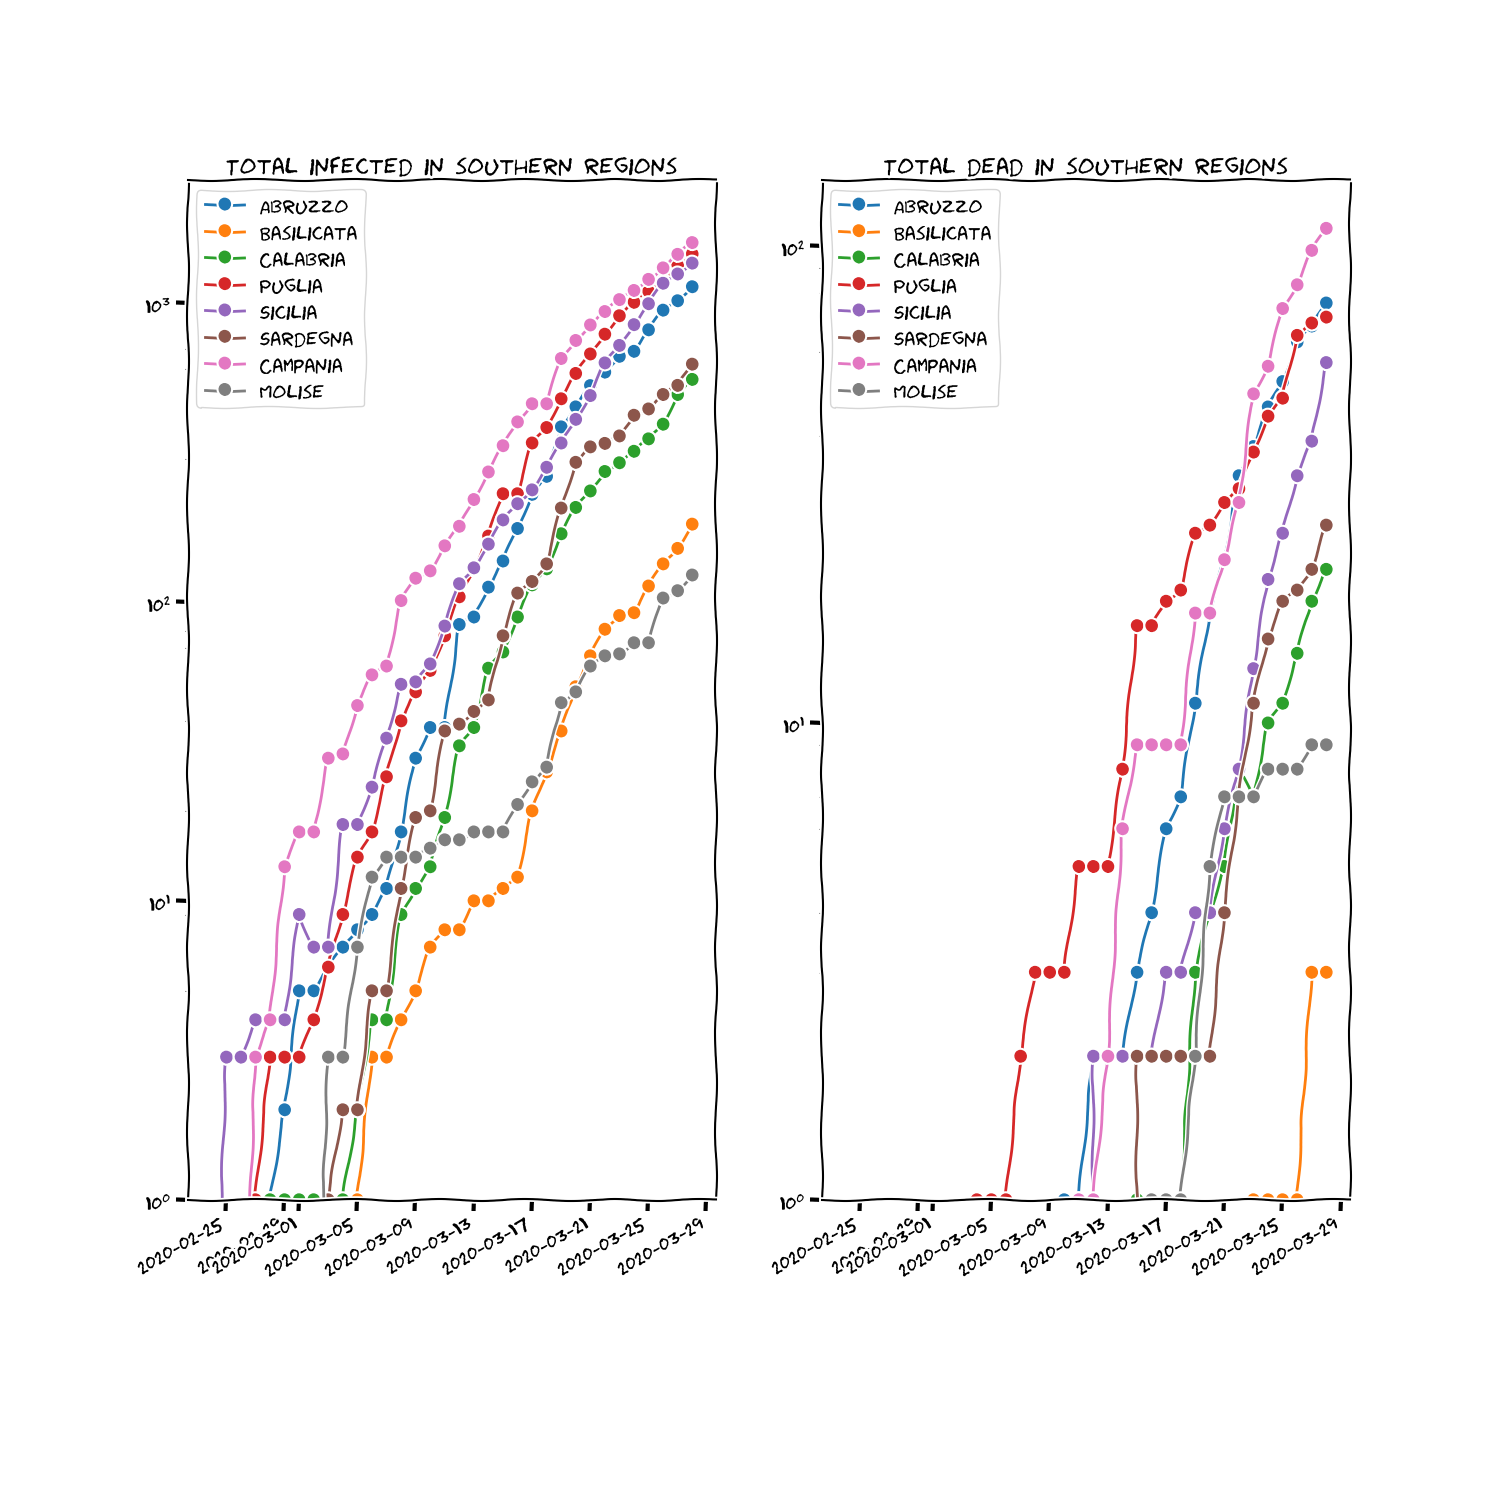 TOTAL INFECTED IN SOUTHERN REGIONS
ABRUZZO
BASILICATA
CALABRIA
PUGLIA
SICILIA
SARDEGNA
CAMPANIA
MOLISE
10³
10²
10¹
10⁰
2020-02-25
2020-03-01
2020-03-05
2020-03-09
2020-03-13
2020-03-17
2020-03-21
2020-03-25
2020-03-29
TOTAL DEAD IN SOUTHERN REGIONS
ABRUZZO
BASILICATA
CALABRIA
PUGLIA
SICILIA
SARDEGNA
CAMPANIA
MOLISE
10²
10¹
10⁰
2020-02-25
2020-03-01
2020-03-05
2020-03-09
2020-03-13
2020-03-17
2020-03-21
2020-03-25
2020-03-29